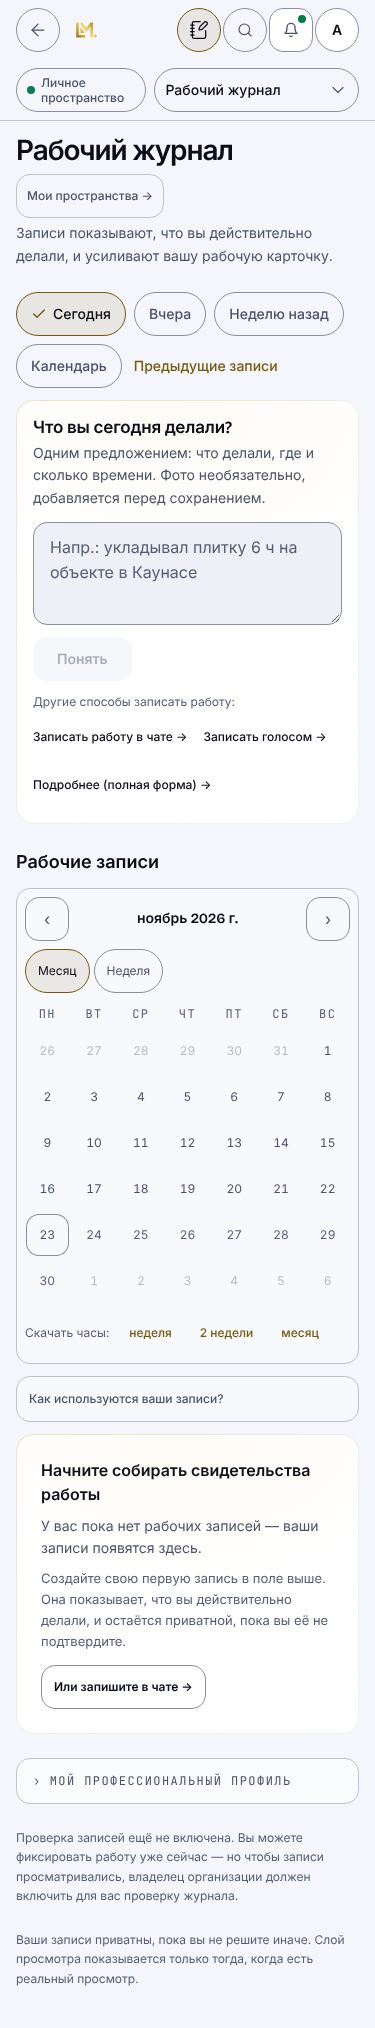 LM.
A
Личное
пространство
Рабочий журнал
Рабочий журнал
Мои пространства →
Записи показывают, что вы действительно
делали, и усиливают вашу рабочую карточку.
Сегодня
Вчера
Неделю назад
Календарь
Предыдущие записи
Что вы сегодня делали?
Одним предложением: что делали, где и
сколько времени. Фото необязательно,
добавляется перед сохранением.
Напр.: укладывал плитку 6 ч на
объекте в Каунасе
Понять
Другие способы записать работу:
Записать работу в чате →
Записать голосом →
Подробнее (полная форма) →
Рабочие записи
‹
ноябрь 2026 г.
›
Месяц
Неделя
ПН ВТ СР ЧТ ПТ СБ ВС
26 27 28 29 30 31 1
2 3 4 5 6 7 8
9 10 11 12 13 14 15
16 17 18 19 20 21 22
23 24 25 26 27 28 29
30 1 2 3 4 5 6
Скачать часы: неделя 2 недели месяц
Как используются ваши записи?
Начните собирать свидетельства
работы
У вас пока нет рабочих записей — ваши
записи появятся здесь.
Создайте свою первую запись в поле выше.
Она показывает, что вы действительно
делали, и остаётся приватной, пока вы её не
подтвердите.
Или запишите в чате →
› МОЙ ПРОФЕССИОНАЛЬНЫЙ ПРОФИЛЬ
Проверка записей ещё не включена. Вы можете
фиксировать работу уже сейчас — но чтобы записи
просматривались, владелец организации должен
включить для вас проверку журнала.
Ваши записи приватны, пока вы не решите иначе. Слой
просмотра показывается только тогда, когда есть
реальный просмотр.